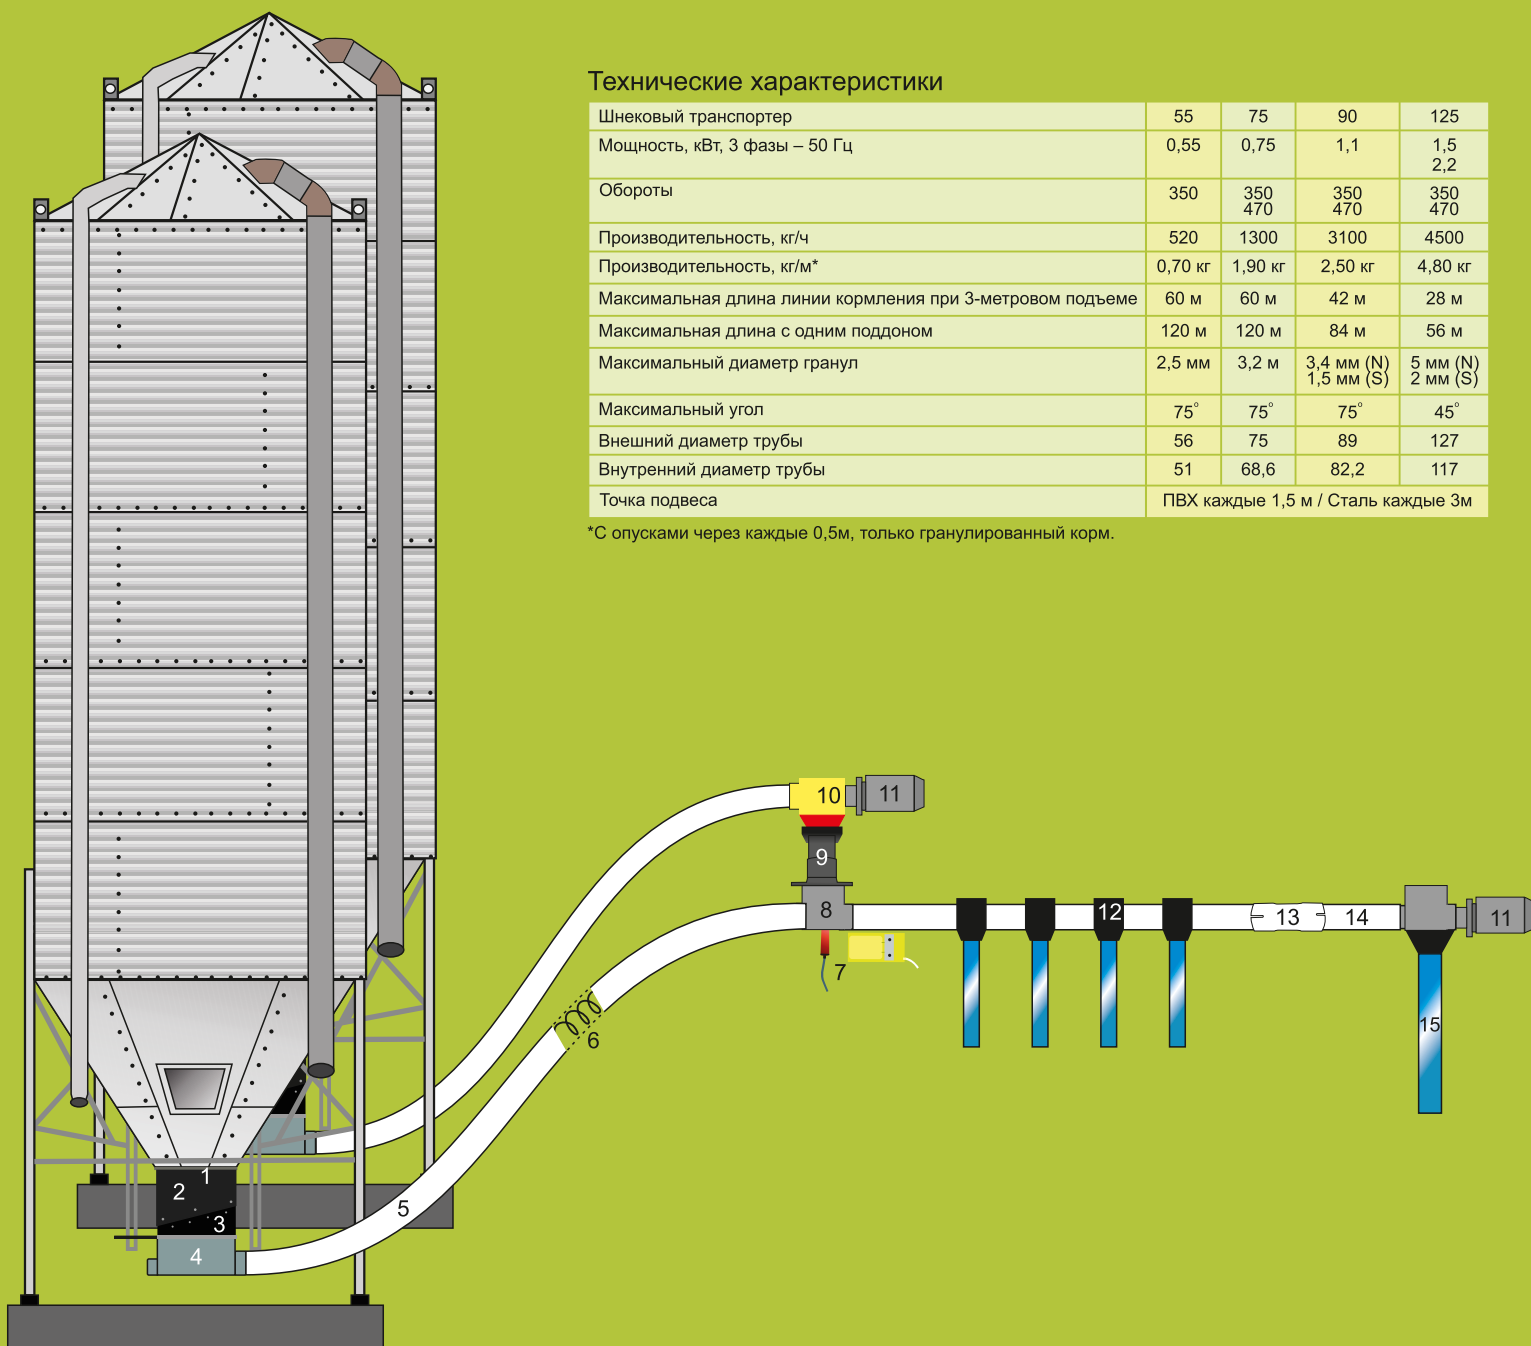 Технические характеристики
Шнековый транспортер 55 75 90 125
Мощность, кВт, 3 фазы – 50 Гц 0,55 0,75 1,1 1,5
2,2
Обороты 350 350 350 350
470 470 470
Производительность, кг/ч 520 1300 3100 4500
Производительность, кг/м* 0,70 кг 1,90 кг 2,50 кг 4,80 кг
Максимальная длина линии кормления при 3-метровом подъеме 60 м 60 м 42 м 28 м
Максимальная длина с одним поддоном 120 м 120 м 84 м 56 м
Максимальный диаметр гранул 2,5 мм 3,2 м 3,4 мм (N) 5 мм (N)
1,5 мм (S) 2 мм (S)
Максимальный угол 75° 75° 75° 45°
Внешний диаметр трубы 56 75 89 127
Внутренний диаметр трубы 51 68,6 82,2 117
Точка подвеса ПВХ каждые 1,5 м / Сталь каждые 3м
*С опусками через каждые 0,5м, только гранулированный корм.
10 11
9
8 12 13 14 11
7
6 15
1
2
3 5
4